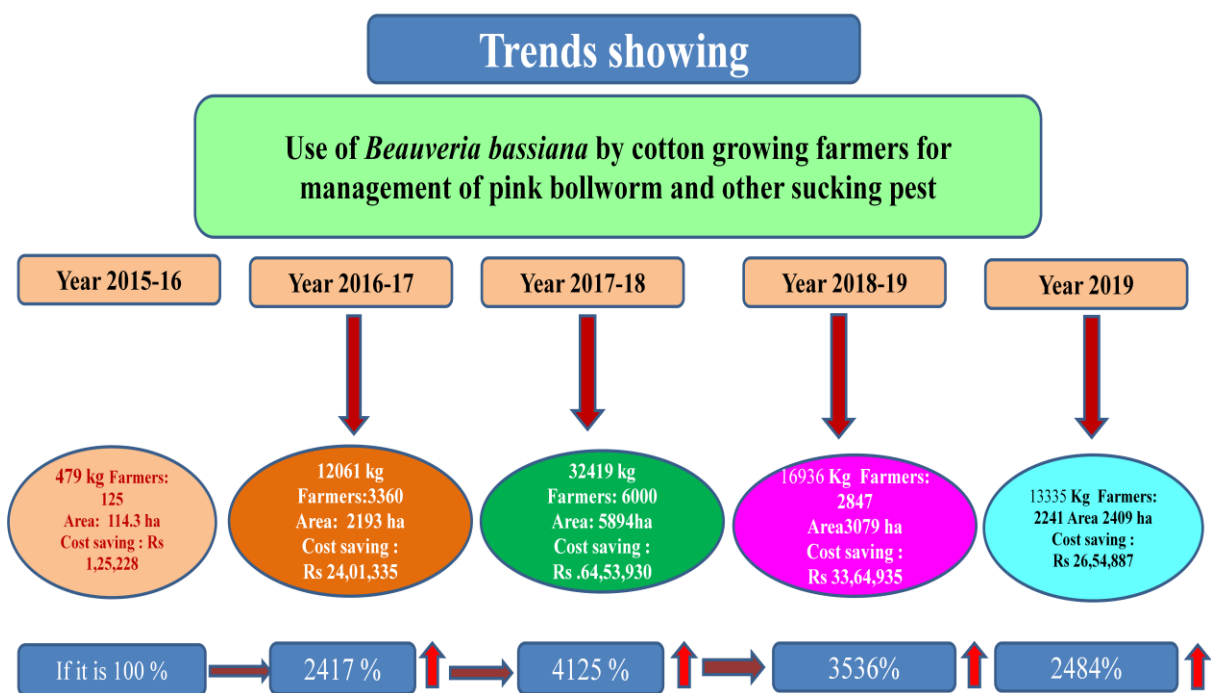 Trends showing
Use of Beauveria bassiana by cotton growing farmers for
management of pink bollworm and other sucking pest
Year 2015-16
Year 2016-17
Year 2017-18
Year 2018-19
Year 2019
479 kg Farmers:
125
Area: 114.3 ha
Cost saving : Rs
1,25,228
12061 kg
Farmers:3360
Area: 2193 ha
Cost saving :
Rs 24,01,335
32419 kg
Farmers: 6000
Area: 5894ha
Cost saving :
Rs .64,53,930
16936 Kg Farmers:
2847
Area3079 ha
Cost saving :
Rs 33,64,935
13335 Kg Farmers:
2241 Area 2409 ha
Cost saving :
Rs 26,54,887
If it is 100 %
2417 %
4125 %
3536%
2484%